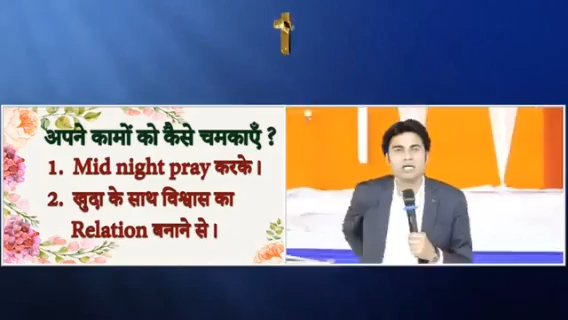 अपने कामों को कैसे चमकाएँ ?
1. Mid night pray करके।
2. खुदा के साथ विश्वास का
Relation बनाने से।